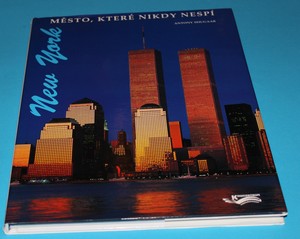 MĚSTO, KTERÉ NIKDY NESPÍ
New York